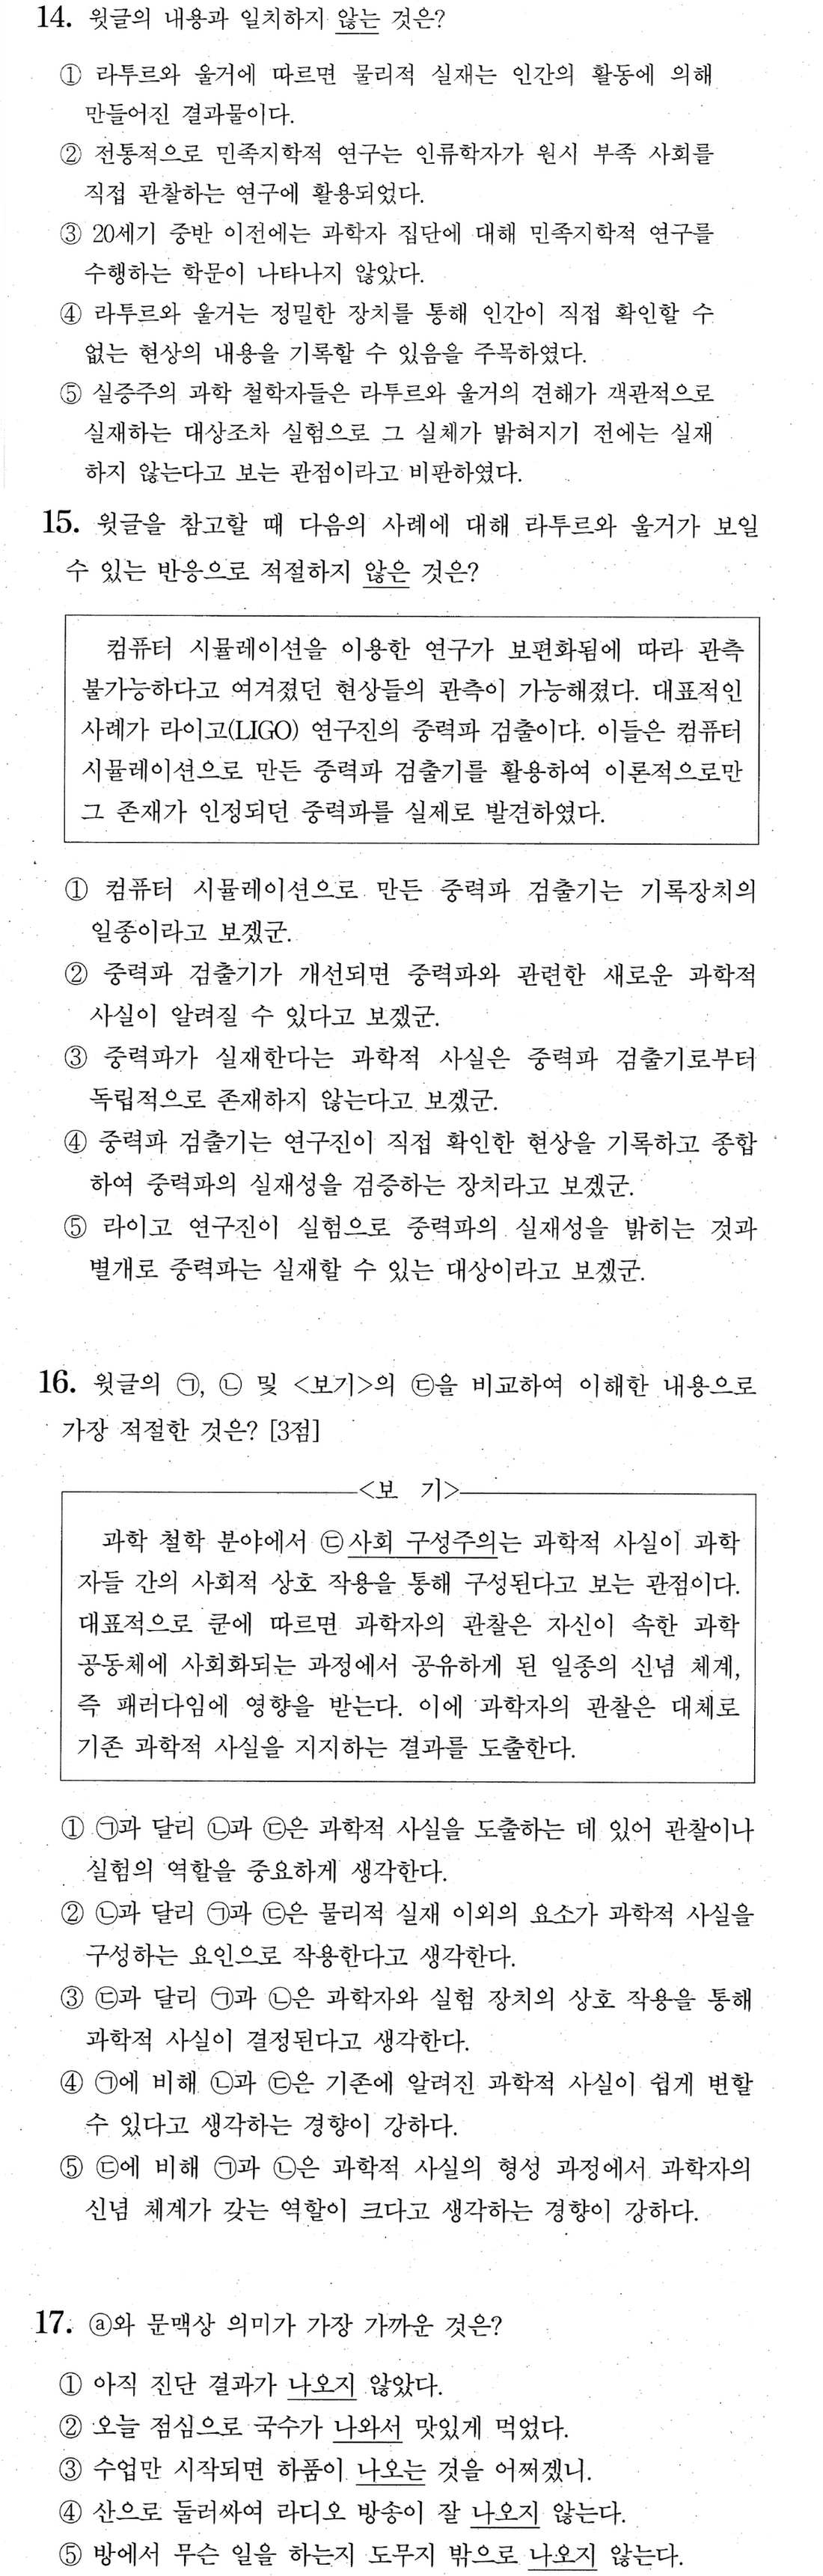 14. 윗글의 내용과 일치하지 않는 것은?
① 라투르와 울거에 따르면 물리적 실재는 인간의 활동에 의해
만들어진 결과물이다.
② 전통적으로 민족지학적 연구는 인류학자가 원시 부족 사회를
직접 관찰하는 연구에 활용되었다.
③ 20세기 중반 이전에는 과학자 집단에 대해 민족지학적 연구를
수행하는 학문이 나타나지 않았다.
④ 라투르와 울거는 정밀한 장치를 통해 인간이 직접 확인할 수
없는 현상의 내용을 기록할 수 있음을 주목하였다.
⑤ 실증주의 과학 철학자들은 라투르와 울거의 견해가 객관적으로
실재하는 대상조차 실험으로 그 실체가 밝혀지기 전에는 실재
하지 않는다고 보는 관점이라고 비판하였다.
15. 윗글을 참고할 때 다음의 사례에 대해 라투르와 울거가 보일
수 있는 반응으로 적절하지 않은 것은?
컴퓨터 시뮬레이션을 이용한 연구가 보편화됨에 따라 관측
불가능하다고 여겨졌던 현상들의 관측이 가능해졌다. 대표적인
사례가 라이고(LIGO) 연구진의 중력파 검출이다. 이들은 컴퓨터
시뮬레이션으로 만든 중력파 검출기를 활용하여 이론적으로만
그 존재가 인정되던 중력파를 실제로 발견하였다.
① 컴퓨터 시뮬레이션으로 만든 중력파 검출기는 기록장치의
일종이라고 보겠군.
② 중력파 검출기가 개선되면 중력파와 관련한 새로운 과학적
사실이 알려질 수 있다고 보겠군.
③ 중력파가 실재한다는 과학적 사실은 중력파 검출기로부터
독립적으로 존재하지 않는다고 보겠군.
④ 중력파 검출기는 연구진이 직접 확인한 현상을 기록하고 종합
하여 중력파의 실재성을 검증하는 장치라고 보겠군.
⑤ 라이고 연구진이 실험으로 중력파의 실재성을 밝히는 것과
별개로 중력파는 실재할 수 있는 대상이라고 보겠군.
16. 윗글의 ㉠, ㉡ 및 <보기>의 ㉢을 비교하여 이해한 내용으로
가장 적절한 것은? [3점]
<보 기>
과학 철학 분야에서 ㉢사회 구성주의는 과학적 사실이 과학
자들 간의 사회적 상호 작용을 통해 구성된다고 보는 관점이다.
대표적으로 쿤에 따르면 과학자의 관찰은 자신이 속한 과학
공동체에 사회화되는 과정에서 공유하게 된 일종의 신념 체계,
즉 패러다임에 영향을 받는다. 이에 과학자의 관찰은 대체로
기존 과학적 사실을 지지하는 결과를 도출한다.
① ㉠과 달리 ㉡과 ㉢은 과학적 사실을 도출하는 데 있어 관찰이나
실험의 역할을 중요하게 생각한다.
② ㉡과 달리 ㉠과 ㉢은 물리적 실재 이외의 요소가 과학적 사실을
구성하는 요인으로 작용한다고 생각한다.
③ ㉢과 달리 ㉠과 ㉡은 과학자와 실험 장치의 상호 작용을 통해
과학적 사실이 결정된다고 생각한다.
④ ㉠에 비해 ㉡과 ㉢은 기존에 알려진 과학적 사실이 쉽게 변할
수 있다고 생각하는 경향이 강하다.
⑤ ㉢에 비해 ㉠과 ㉡은 과학적 사실의 형성 과정에서 과학자의
신념 체계가 갖는 역할이 크다고 생각하는 경향이 강하다.
17. ⓐ와 문맥상 의미가 가장 가까운 것은?
① 아직 진단 결과가 나오지 않았다.
② 오늘 점심으로 국수가 나와서 맛있게 먹었다.
③ 수업만 시작되면 하품이 나오는 것을 어쩌겠니.
④ 산으로 둘러싸여 라디오 방송이 잘 나오지 않는다.
⑤ 방에서 무슨 일을 하는지 도무지 밖으로 나오지 않는다.